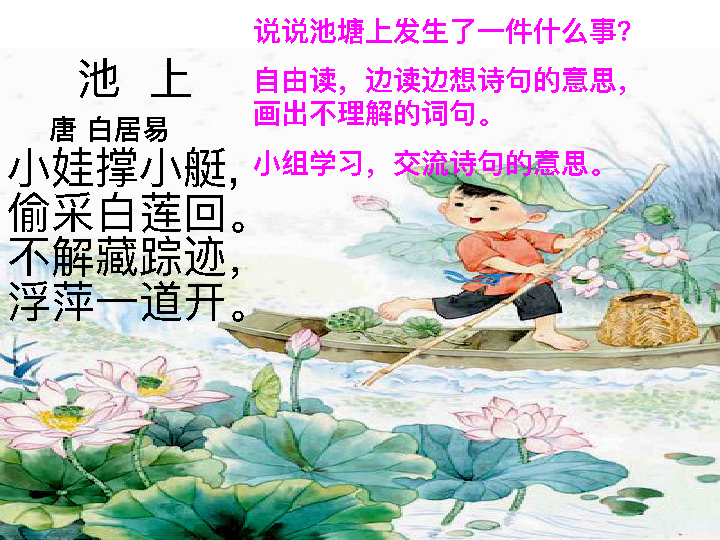 池 上
唐 白居易
小娃撑小艇，
偷采白莲回。
不解藏踪迹，
浮萍一道开。
说说池塘上发生了一件什么事？
自由读，边读边想诗句的意思，
画出不理解的词句。
小组学习，交流诗句的意思。